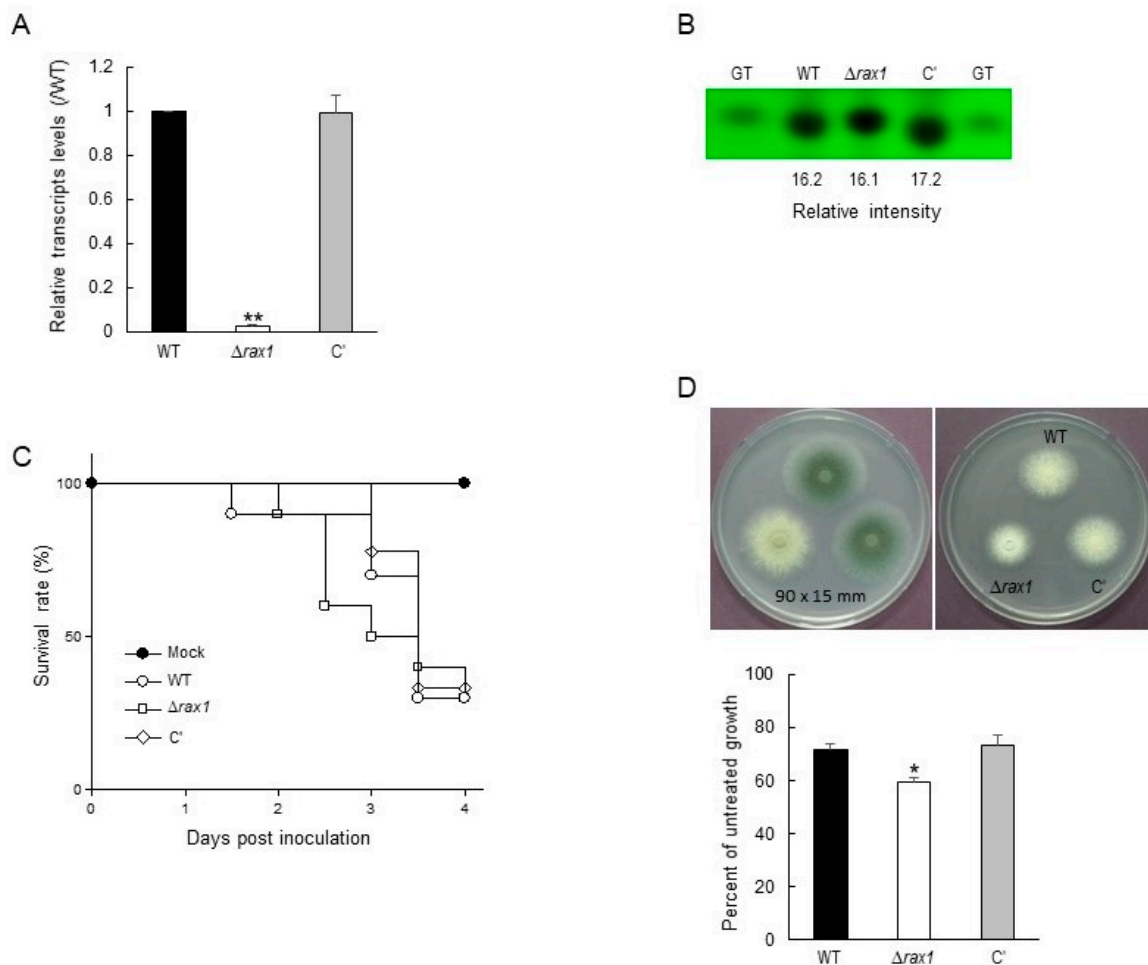 A
Relative transcripts levels (/WT)
1.2
1
0.8
0.6
0.4
0.2
0
**
WT Δrax1 C'
B
GT WT Δrax1 C' GT
16.2 16.1 17.2
Relative intensity
C
Survival rate (%)
100
50
0
Mock
WT
Δrax1
C'
0 1 2 3 4
Days post inoculation
D
90 x 15 mm
WT
Δrax1 C'
Percent of untreated growth
100
80
60
40
20
0
*
WT Δrax1 C'